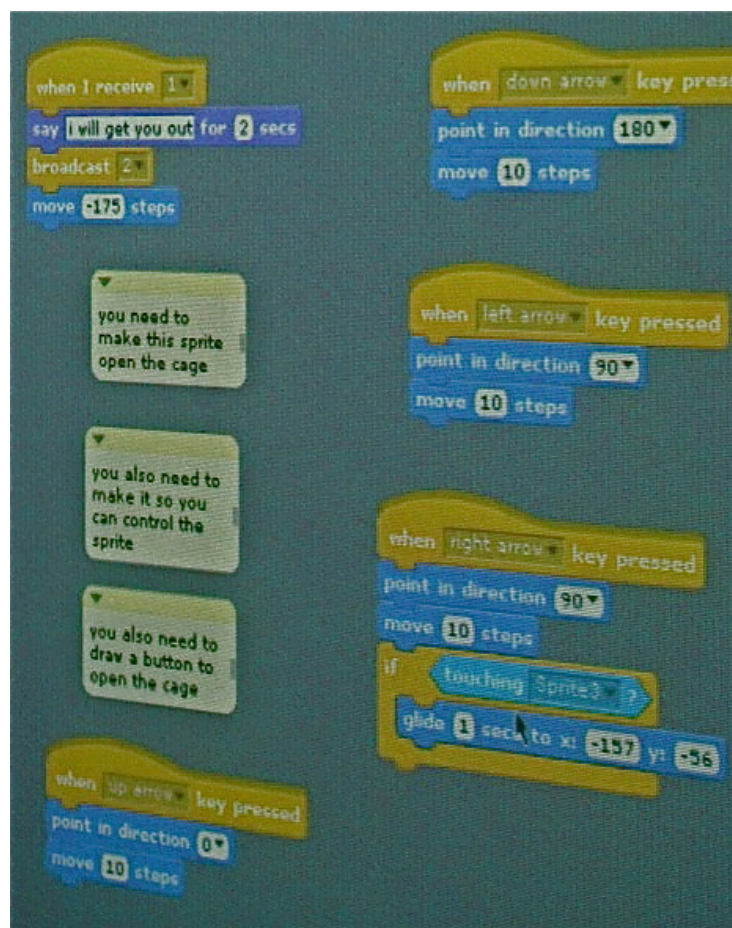 when I receive 1
say i will get you out for 2 secs
broadcast 2
move -175 steps
you need to
make this sprite
open the cage
you also need to
make it so you
can control the
sprite
you also need to
draw a button to
open the cage
when up arrow key pressed
point in direction 0
move 10 steps
when down arrow key press
point in direction 180
move 10 steps
when left arrow key pressed
point in direction 90
move 10 steps
when right arrow key pressed
point in direction 90
move 10 steps
if touching Sprite3 ?
glide 1 secs to x: -157 y: -56